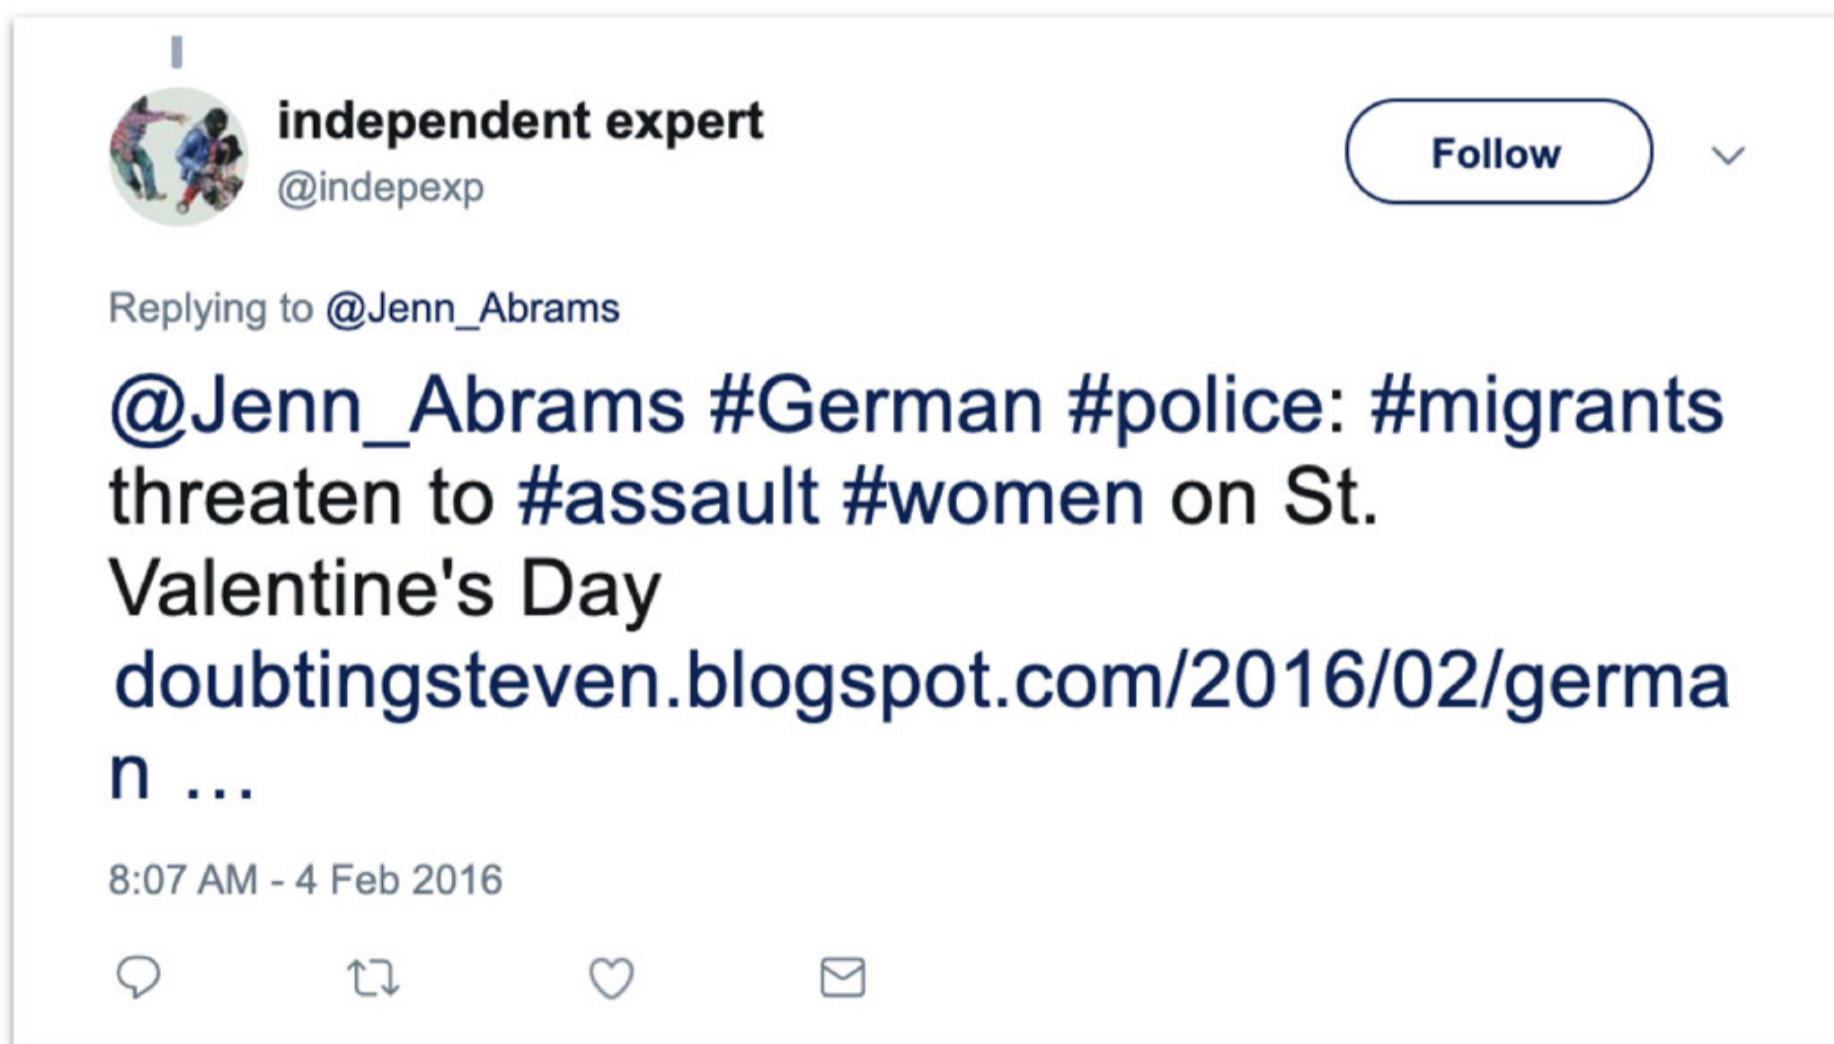 independent expert
@indepexp
Follow
Replying to @Jenn_Abrams
@Jenn_Abrams #German #police: #migrants
threaten to #assault #women on St.
Valentine's Day
doubtingsteven.blogspot.com/2016/02/germa
n …
8:07 AM - 4 Feb 2016